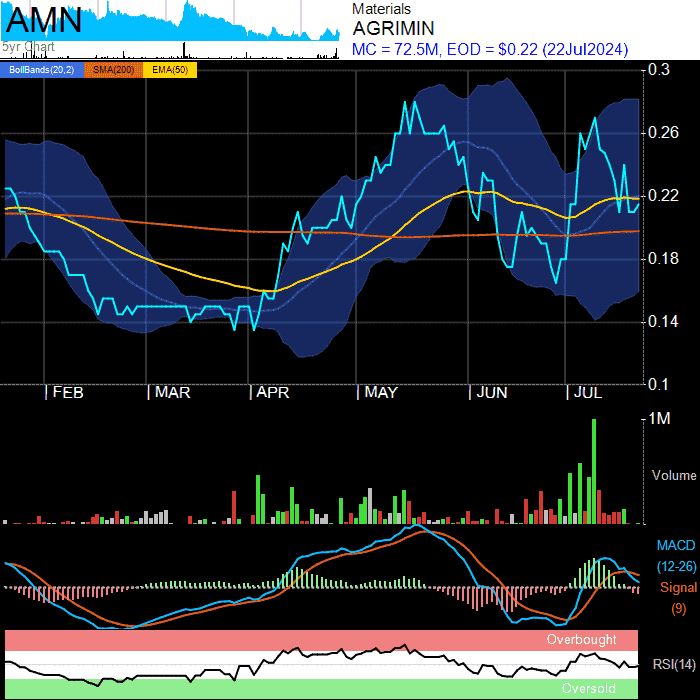 AMN
5yr Chart
Materials
AGRIMIN
MC = 72.5M, EOD = $0.22 (22Jul2024)
BollBands(20,2) SMA(200) EMA(50)
0.3
0.26
0.22
0.18
0.14
0.1
FEB MAR APR MAY JUN JUL
1M
Volume
MACD
(12-26)
Signal
(9)
Overbought
RSI(14)
Oversold